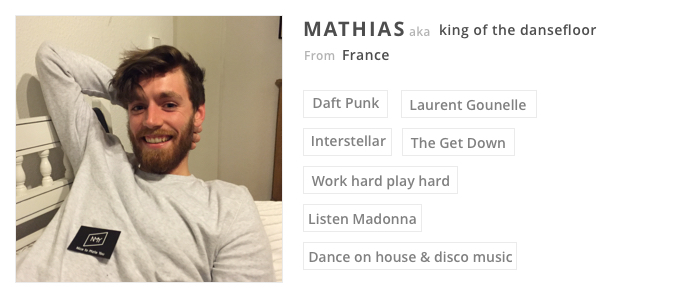 MATHIAS aka king of the dansefloor
From France
Daft Punk Laurent Gounelle
Interstellar The Get Down
Work hard play hard
Listen Madonna
Dance on house & disco music